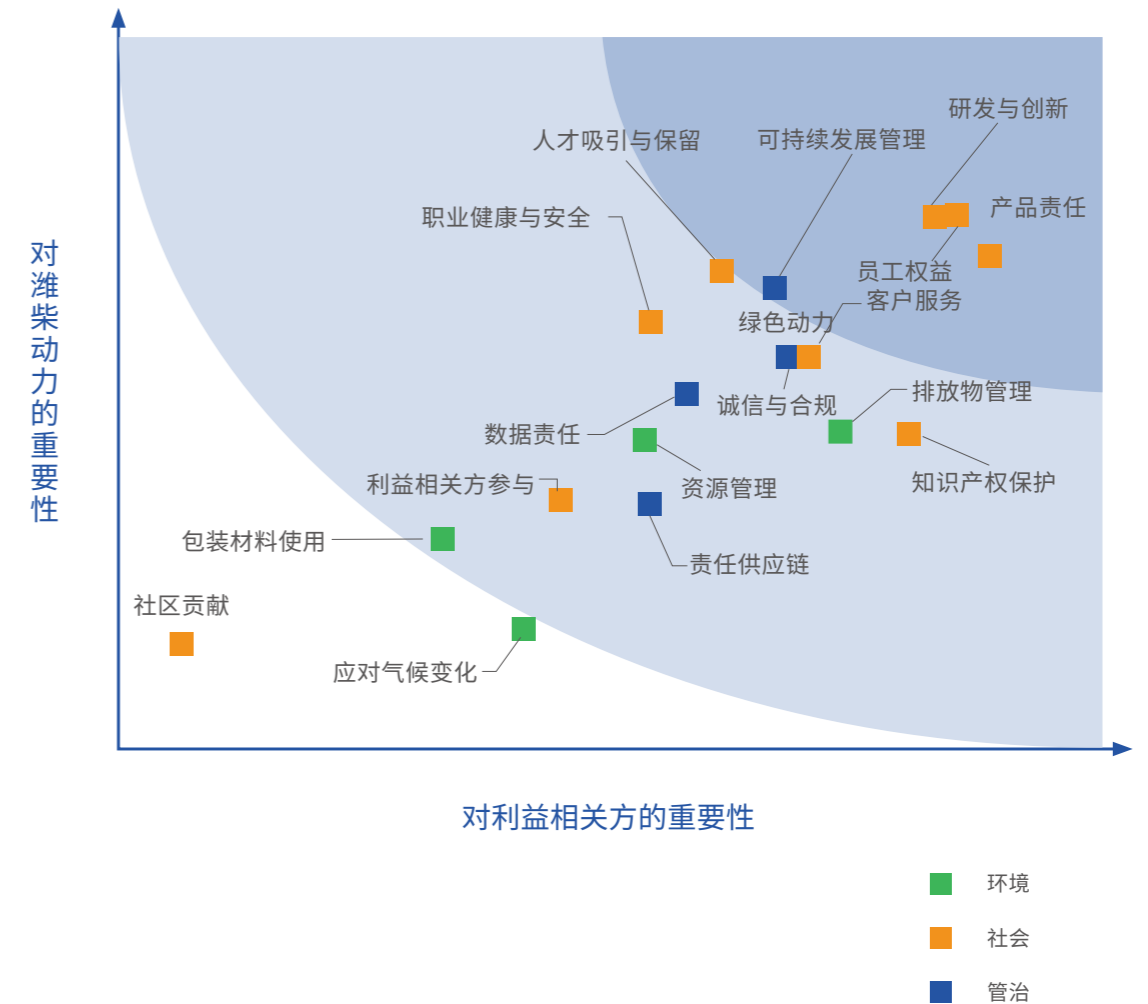 研发与创新
人才吸引与保留
可持续发展管理
产品责任
职业健康与安全
员工权益
客户服务
绿色动力
排放物管理
诚信与合规
数据责任
利益相关方参与
资源管理
知识产权保护
包装材料使用
责任供应链
社区贡献
应对气候变化
对潍柴动力的重要性
对利益相关方的重要性
环境
社会
管治